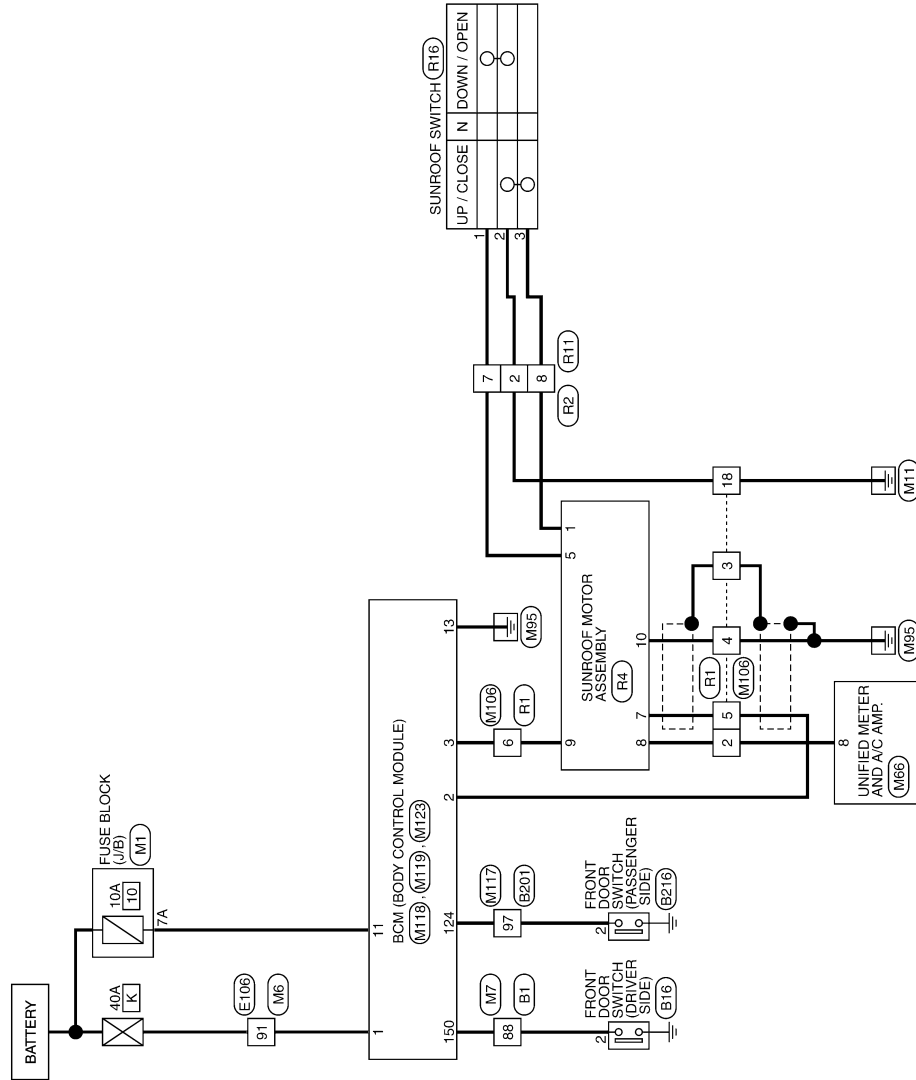 BATTERY
40A
K
FUSE BLOCK
(J/B)
M1
10A
10
7A
E106
M6
91
1
11
BCM (BODY CONTROL MODULE)
M118 , M119 , M123
150
124
2
3
13
M7
B1
88
M117
B201
97
M106
R1
6
M95
2
FRONT
DOOR
SWITCH
(DRIVER
SIDE)
B16
2
FRONT
DOOR
SWITCH
(PASSENGER
SIDE)
B216
9
5
1
SUNROOF MOTOR
ASSEMBLY
R4
8
7
10
R1
M106
2
5
4
3
18
8
UNIFIED METER
AND A/C AMP.
M66
M95
M11
R2
R11
7
2
8
SUNROOF SWITCH R16
UP / CLOSE N DOWN / OPEN
1
2
3